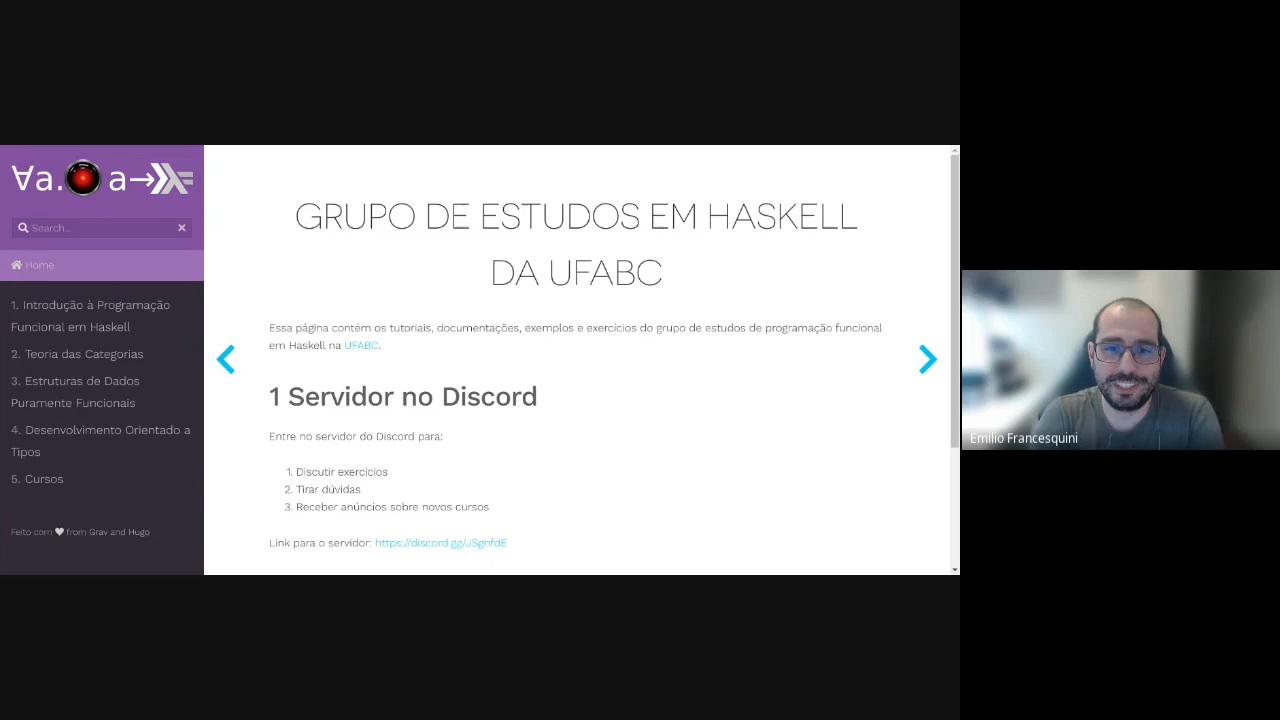 ∀a. a→
Search...
Home
1. Introdução à Programação
Funcional em Haskell
2. Teoria das Categorias
3. Estruturas de Dados
Puramente Funcionais
4. Desenvolvimento Orientado a
Tipos
5. Cursos
Feito com ❤ from Grav and Hugo
GRUPO DE ESTUDOS EM HASKELL
DA UFABC
Essa página contém os tutoriais, documentações, exemplos e exercícios do grupo de estudos de programação funcional
em Haskell na UFABC.
1 Servidor no Discord
Entre no servidor do Discord para:
1. Discutir exercícios
2. Tirar dúvidas
3. Receber anúncios sobre novos cursos
Link para o servidor: https://discord.gg/JSgnfdE
Emilio Francesquini